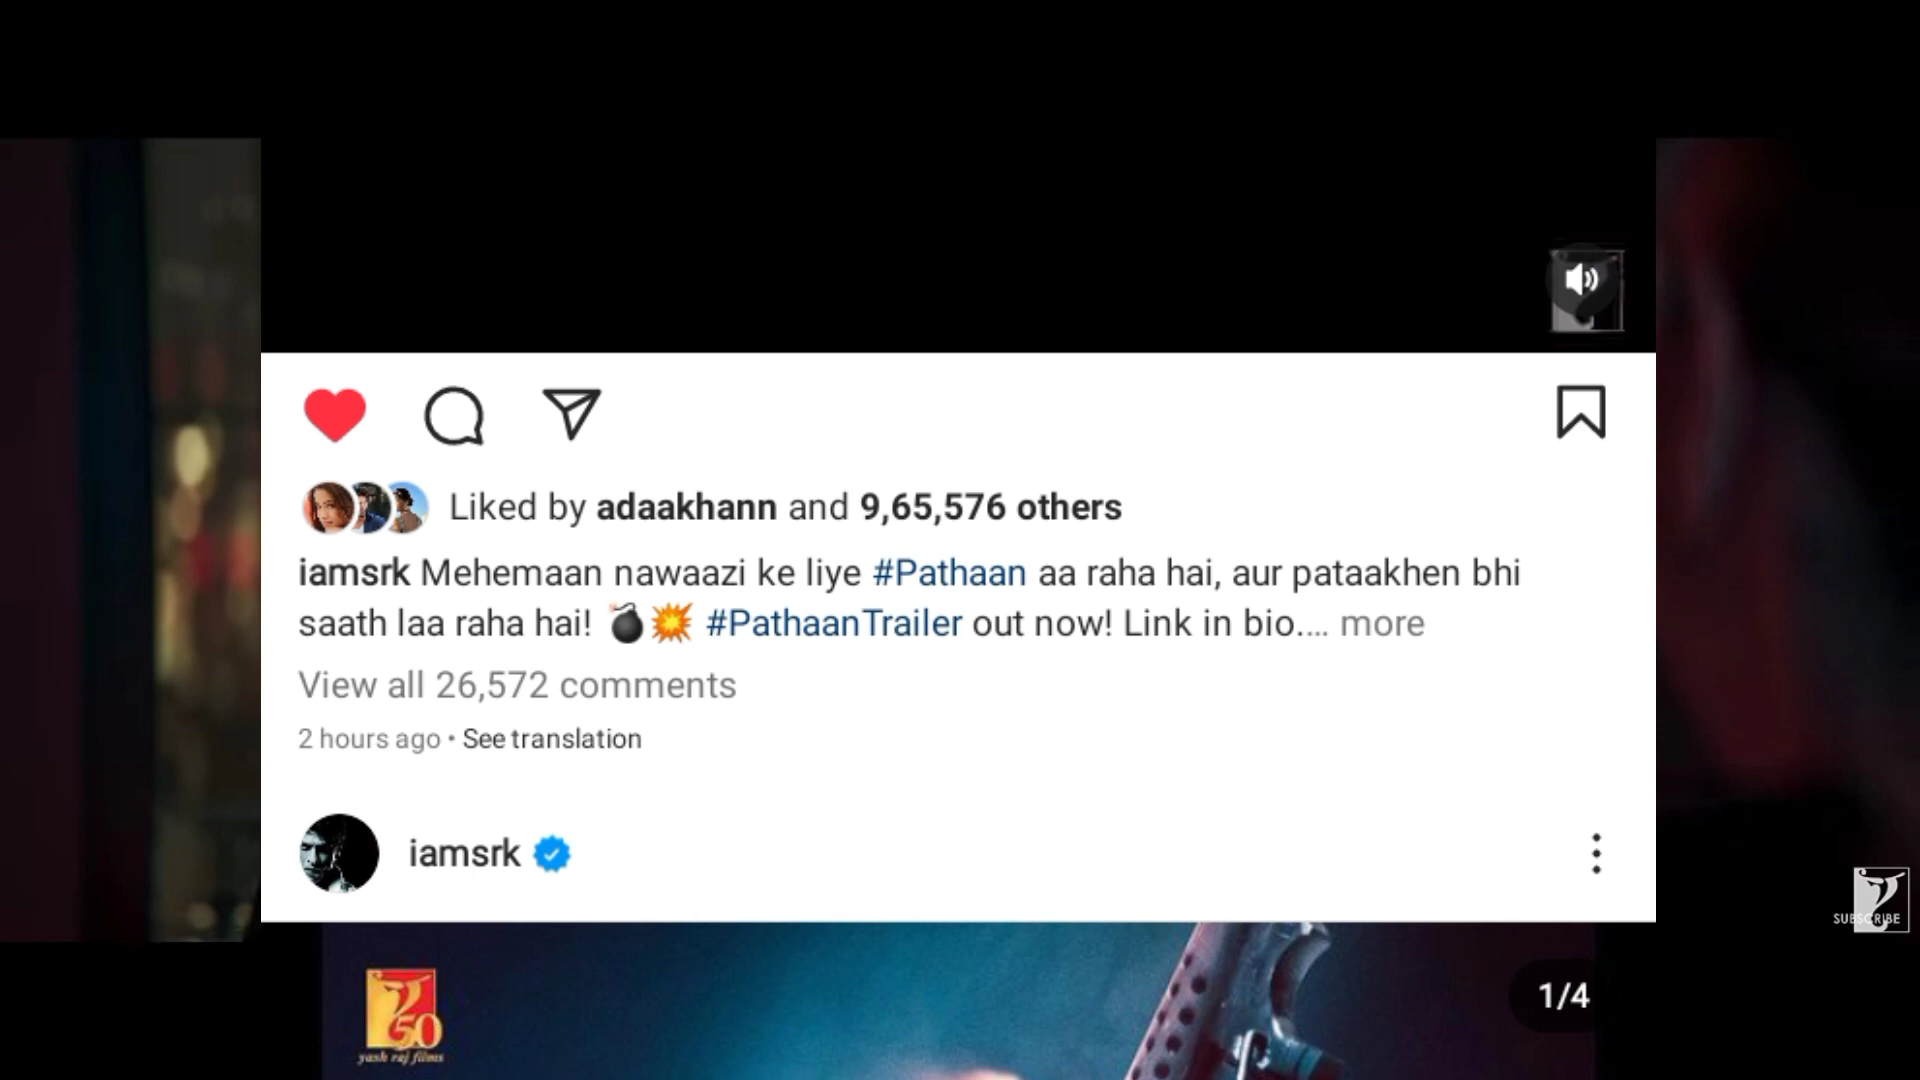 Liked by adaakhann and 9,65,576 others
iamsrk Mehemaan nawaazi ke liye #Pathaan aa raha hai, aur pataakhen bhi
saath laa raha hai! 💣💥 #PathaanTrailer out now! Link in bio.... more
View all 26,572 comments
2 hours ago • See translation
iamsrk
SUBSCRIBE
1/4
50
yash raj films